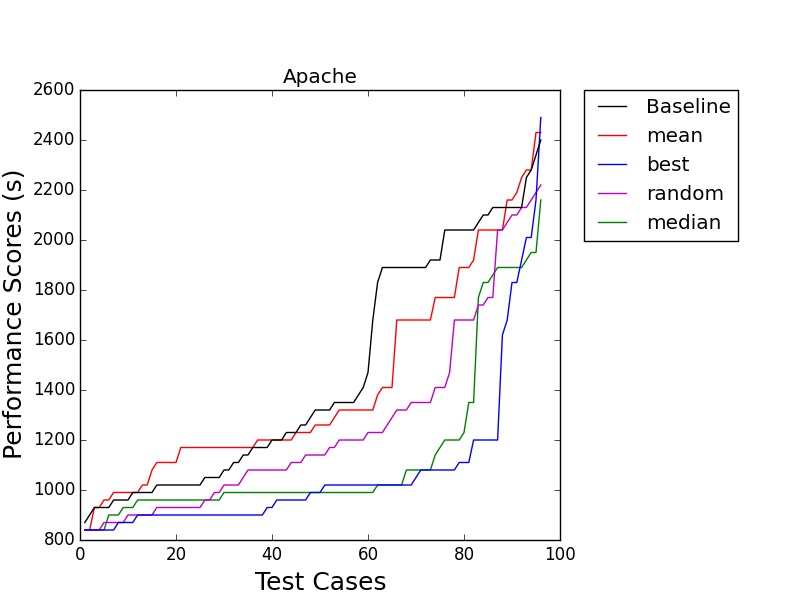 Apache
Performance Scores (s)
2600
2400
2200
2000
1800
1600
1400
1200
1000
800
0 20 40 60 80 100
Test Cases
Baseline
mean
best
random
median